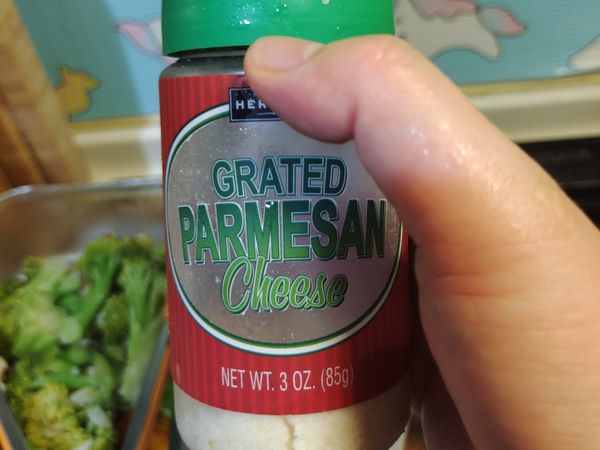 GRATED
PARMESAN
Cheese
NET WT. 3 OZ. (85g)